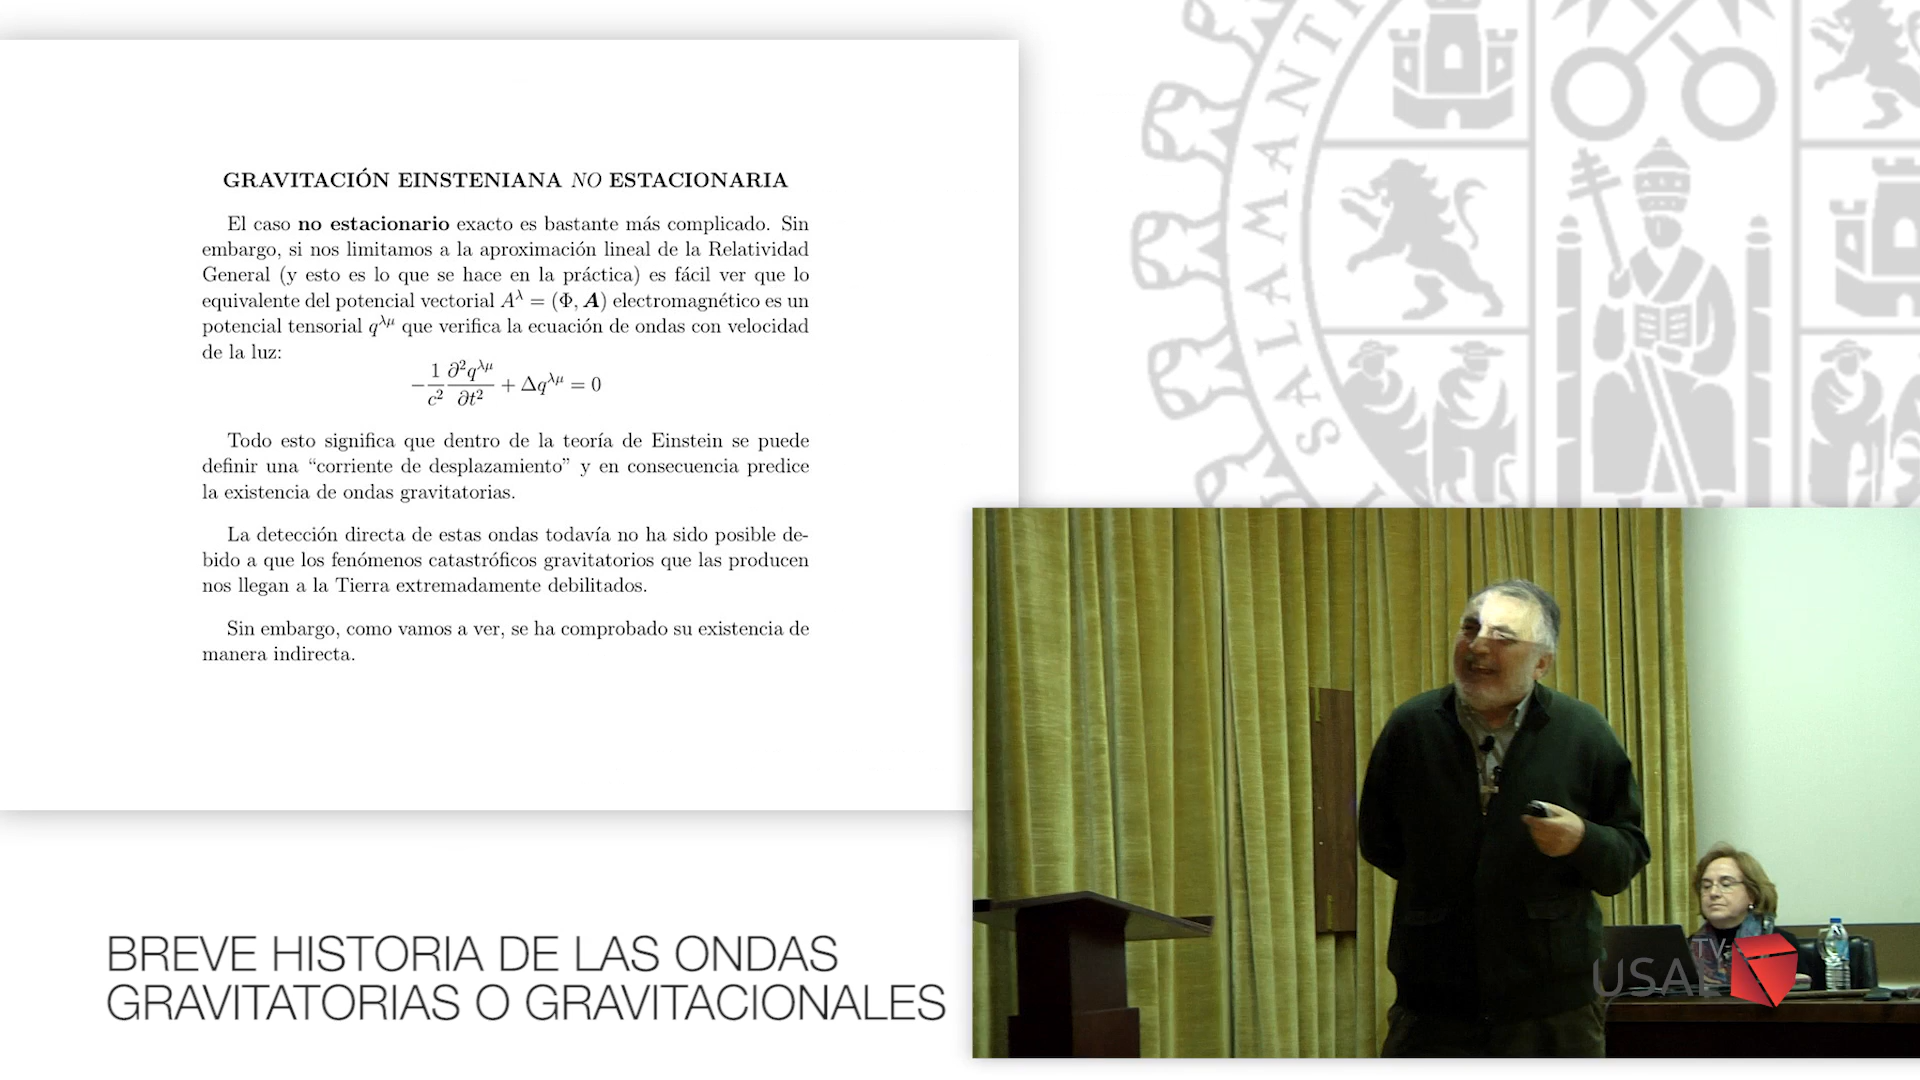 GRAVITACIÓN EINSTENIANA NO ESTACIONARIA
El caso no estacionario exacto es bastante más complicado. Sin
embargo, si nos limitamos a la aproximación lineal de la Relatividad
General (y esto es lo que se hace en la práctica) es fácil ver que lo
equivalente del potencial vectorial A^λ = (Φ, A) electromagnético es un
potencial tensorial q^λμ que verifica la ecuación de ondas con velocidad
de la luz:
−1/c² ∂²q^λμ/∂t² + Δq^λμ = 0
Todo esto significa que dentro de la teoría de Einstein se puede
definir una “corriente de desplazamiento” y en consecuencia predice
la existencia de ondas gravitatorias.
La detección directa de estas ondas todavía no ha sido posible de-
bido a que los fenómenos catastróficos gravitatorios que las producen
nos llegan a la Tierra extremadamente debilitados.
Sin embargo, como vamos a ver, se ha comprobado su existencia de
manera indirecta.
BREVE HISTORIA DE LAS ONDAS
GRAVITATORIAS O GRAVITACIONALES
SALAMANTI
USAL TV